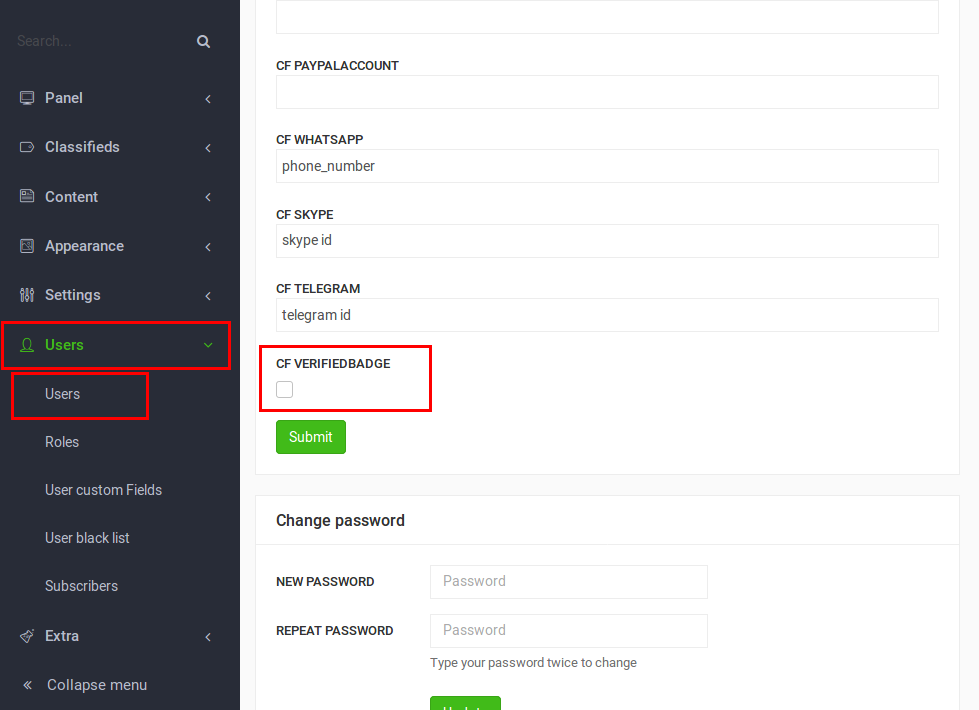 Search...
Panel
Classifieds
Content
Appearance
Settings
Users
Users
Roles
User custom Fields
User black list
Subscribers
Extra
Collapse menu
CF PAYPALACCOUNT
CF WHATSAPP
phone_number
CF SKYPE
skype id
CF TELEGRAM
telegram id
CF VERIFIEDBADGE
Submit
Change password
NEW PASSWORD
Password
REPEAT PASSWORD
Password
Type your password twice to change